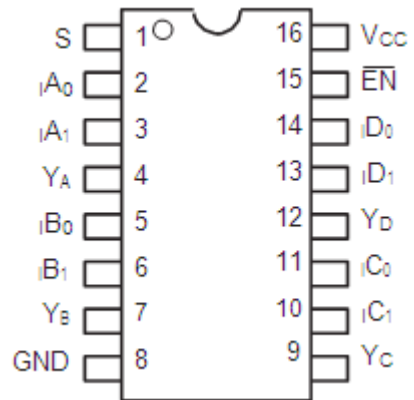 S 1 16 VCC
IA0 2 15 EN
IA1 3 14 ID0
YA 4 13 ID1
IB0 5 12 YD
IB1 6 11 IC0
YB 7 10 IC1
GND 8 9 YC